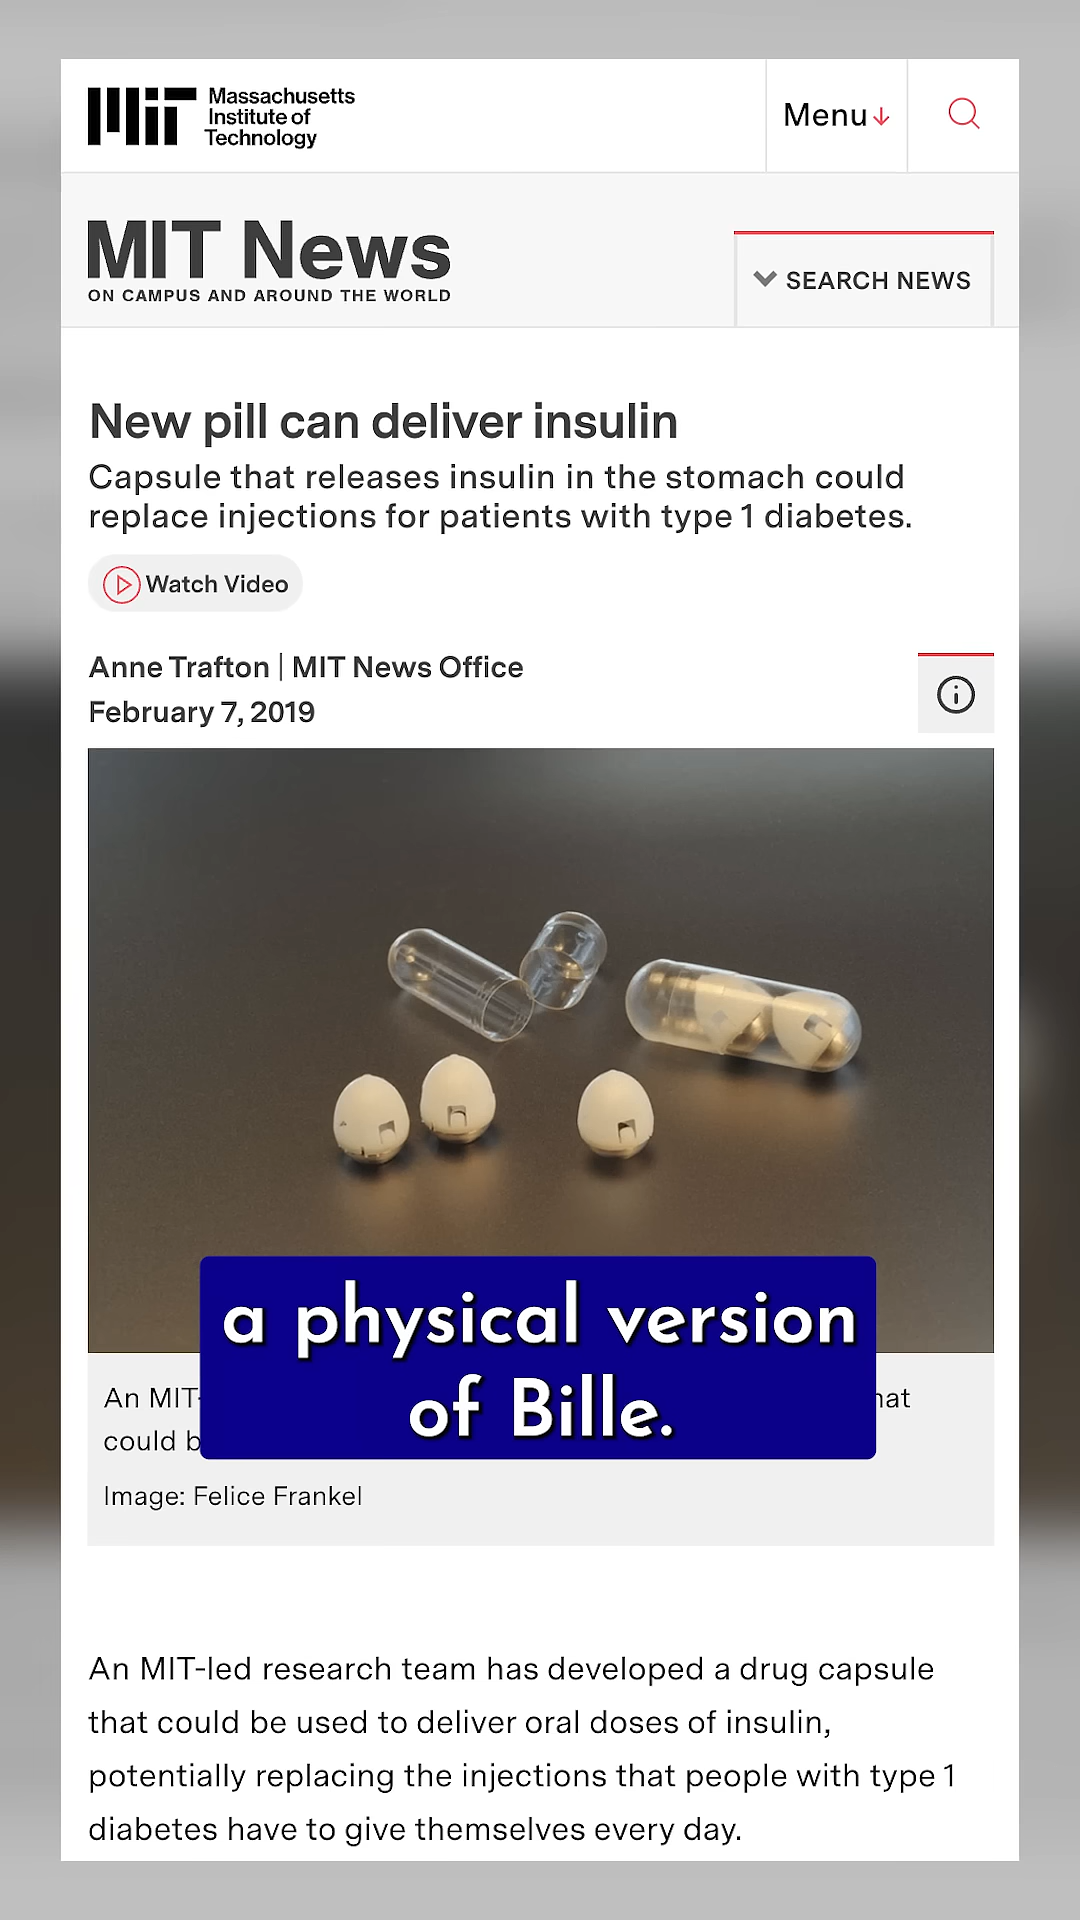 Massachusetts
Institute of
Technology
Menu
MIT News
ON CAMPUS AND AROUND THE WORLD
SEARCH NEWS
New pill can deliver insulin
Capsule that releases insulin in the stomach could
replace injections for patients with type 1 diabetes.
Watch Video
Anne Trafton | MIT News Office
February 7, 2019
a physical version
of Bille.
An MIT-
could
Image: Felice Frankel
An MIT-led research team has developed a drug capsule
that could be used to deliver oral doses of insulin,
potentially replacing the injections that people with type 1
diabetes have to give themselves every day.